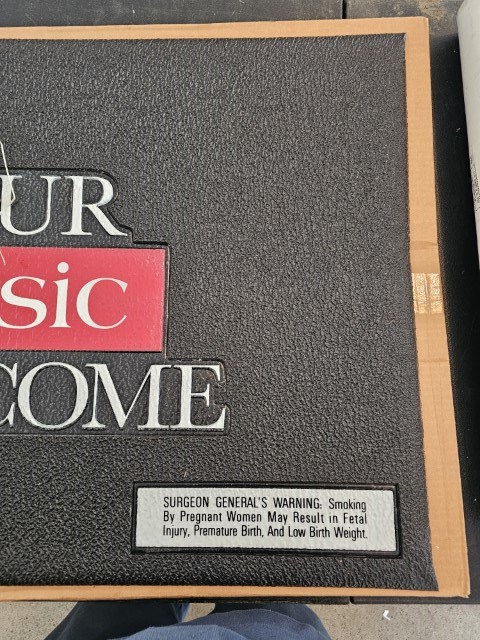 UR
sic
COME
SURGEON GENERAL'S WARNING: Smoking
By Pregnant Women May Result in Fetal
Injury, Premature Birth, And Low Birth Weight.